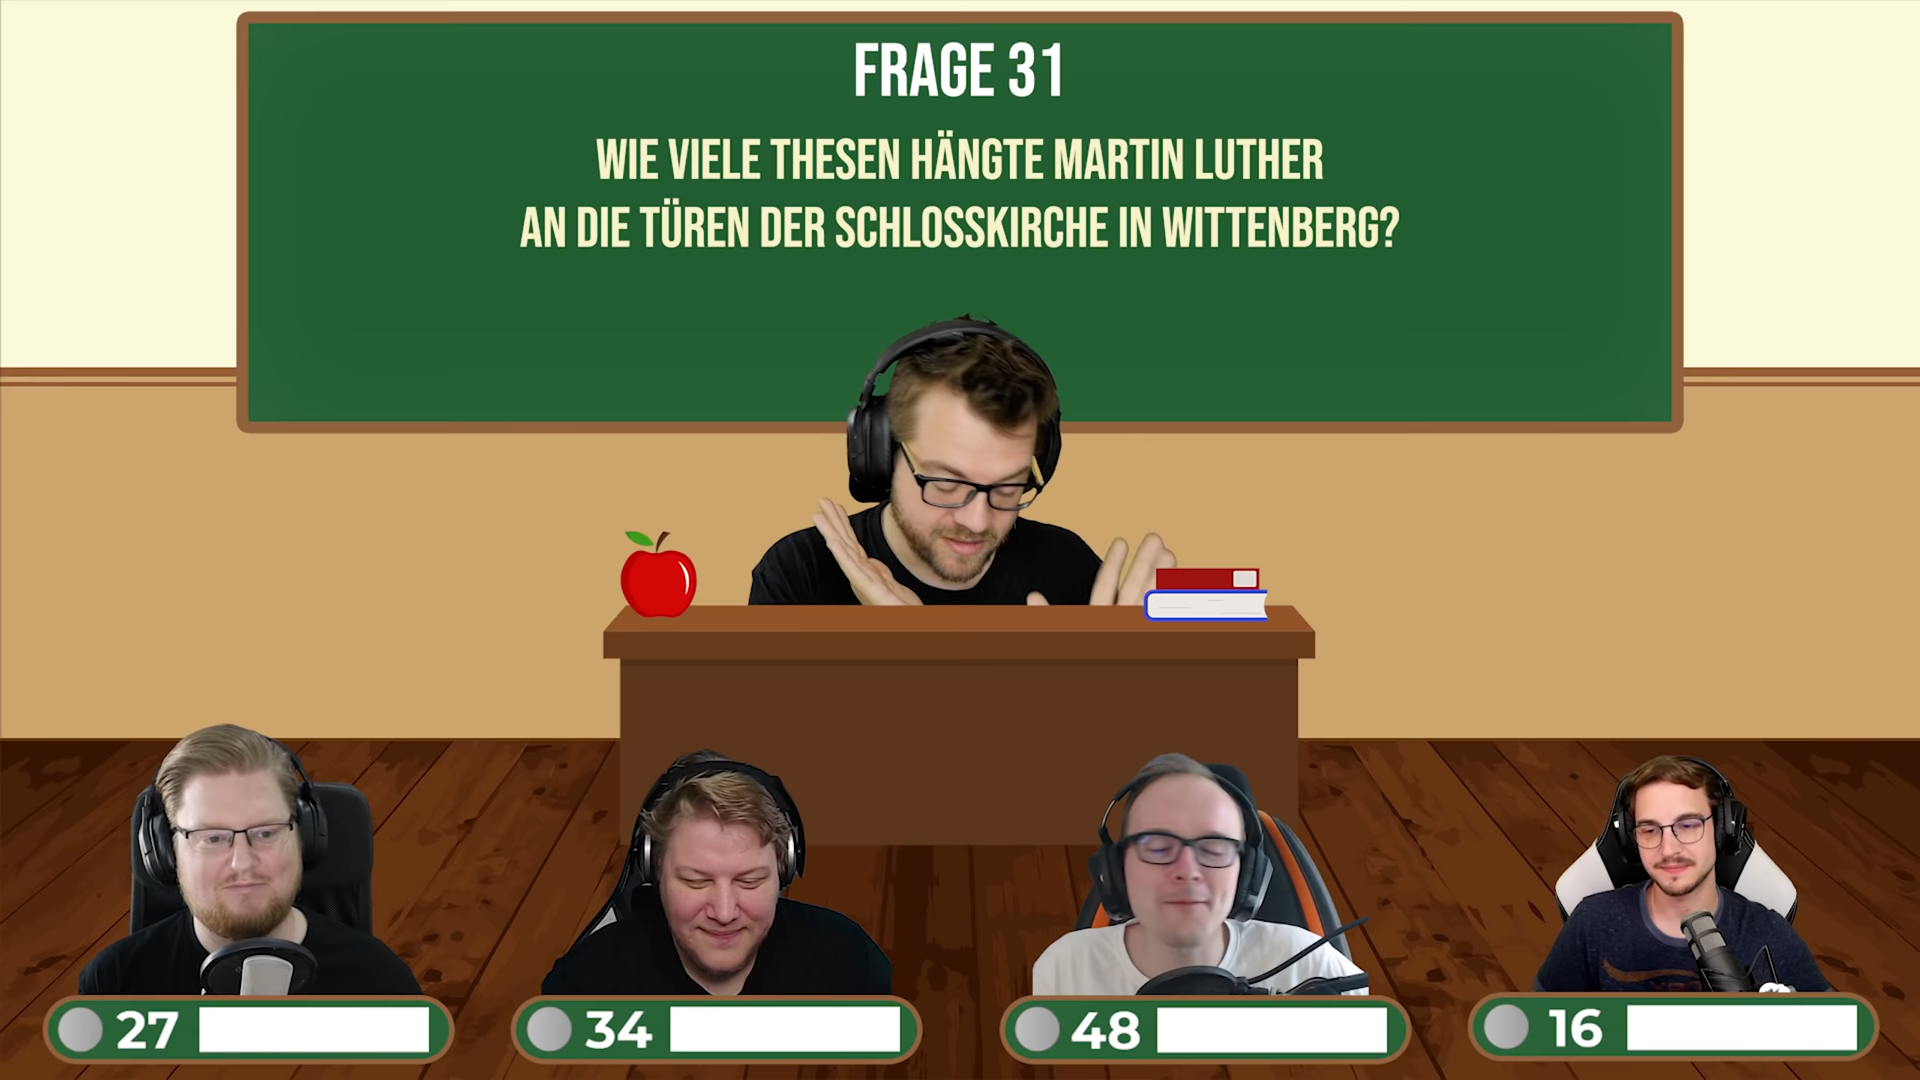 FRAGE 31
WIE VIELE THESEN HÄNGTE MARTIN LUTHER
AN DIE TÜREN DER SCHLOSSKIRCHE IN WITTENBERG?
27
34
48
16